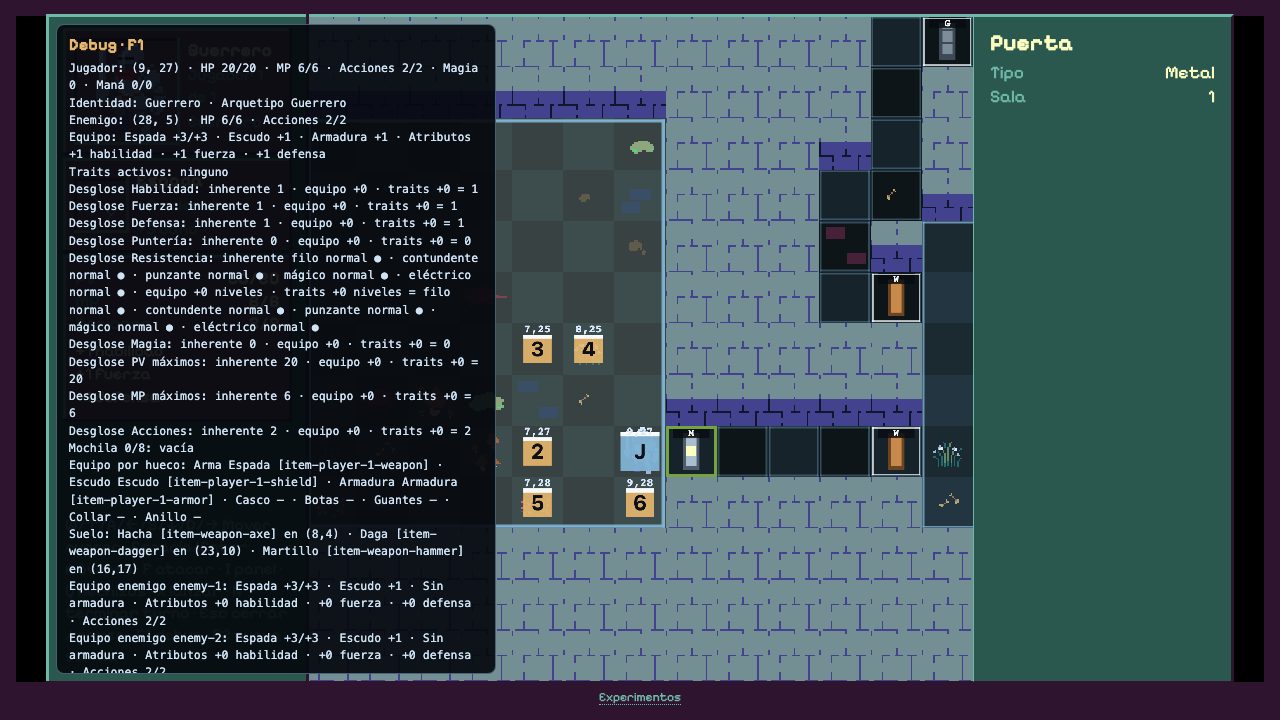 Debug·F1
Jugador: (9, 27) · HP 20/20 · MP 6/6 · Acciones 2/2 · Magia
0 · Maná 0/0
Identidad: Guerrero · Arquetipo Guerrero
Enemigo: (28, 5) · HP 6/6 · Acciones 2/2
Equipo: Espada +3/+3 · Escudo +1 · Armadura +1 · Atributos
+1 habilidad · +1 fuerza · +1 defensa
Traits activos: ninguno
Desglose Habilidad: inherente 1 · equipo +0 · traits +0 = 1
Desglose Fuerza: inherente 1 · equipo +0 · traits +0 = 1
Desglose Defensa: inherente 1 · equipo +0 · traits +0 = 1
Desglose Puntería: inherente 0 · equipo +0 · traits +0 = 0
Desglose Resistencia: inherente filo normal ● · contundente
normal ● · punzante normal ● · mágico normal ● · eléctrico
normal ● · equipo +0 niveles · traits +0 niveles = filo
normal ● · contundente normal ● · punzante normal ● ·
mágico normal ● · eléctrico normal ●
Desglose Magia: inherente 0 · equipo +0 · traits +0 = 0
Desglose PV máximos: inherente 20 · equipo +0 · traits +0 =
20
Desglose MP máximos: inherente 6 · equipo +0 · traits +0 =
6
Desglose Acciones: inherente 2 · equipo +0 · traits +0 = 2
Mochila 0/8: vacía
Equipo por hueco: Arma Espada [item-player-1-weapon] ·
Escudo Escudo [item-player-1-shield] · Armadura Armadura
[item-player-1-armor] · Casco — · Botas — · Guantes — ·
Collar — · Anillo —
Suelo: Hacha [item-weapon-axe] en (8,4) · Daga [item-
weapon-dagger] en (23,10) · Martillo [item-weapon-hammer]
en (16,17)
Equipo enemigo enemy-1: Espada +3/+3 · Escudo +1 · Sin
armadura · Atributos +0 habilidad · +0 fuerza · +0 defensa
· Acciones 2/2
Equipo enemigo enemy-2: Espada +3/+3 · Escudo +1 · Sin
armadura · Atributos +0 habilidad · +0 fuerza · +0 defensa
· Acciones 2/2
G
W
7,25
3
8,25
4
7,27
2
J
M
W
7,28
5
9,28
6
Puerta
Tipo Metal
Sala 1
Experimentos